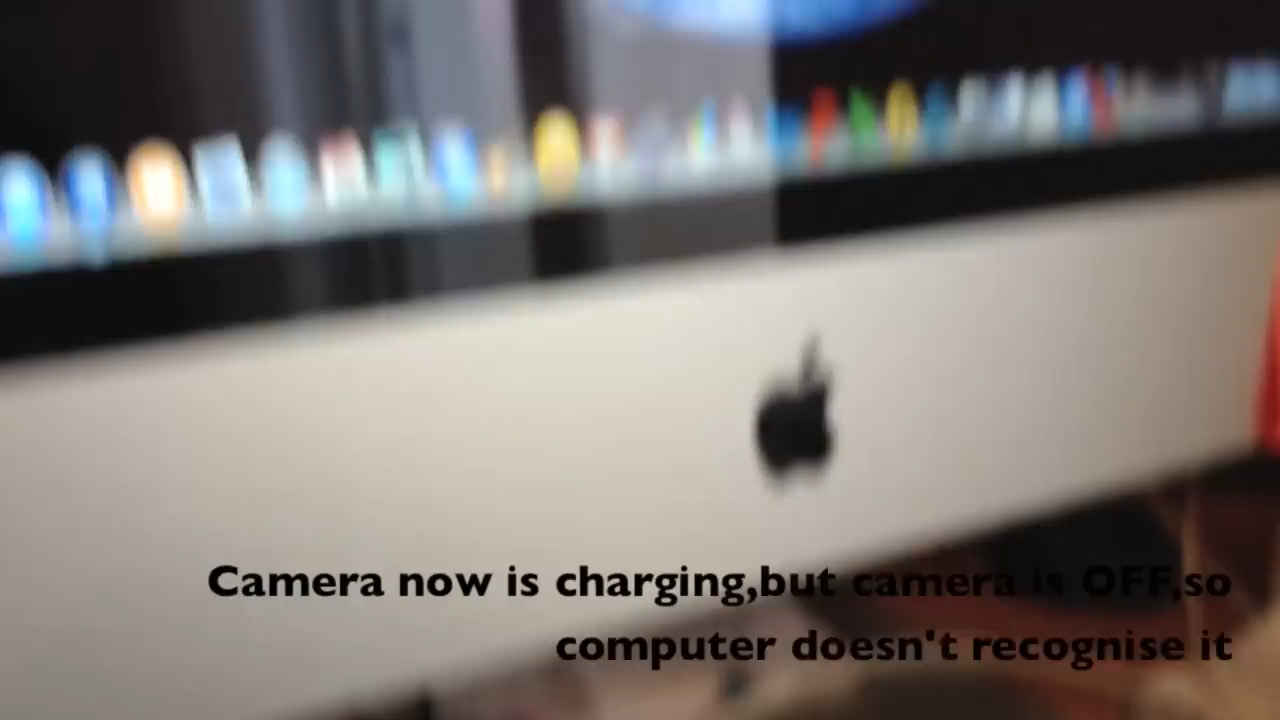 Camera now is charging,but camera is OFF,so
computer doesn't recognise it